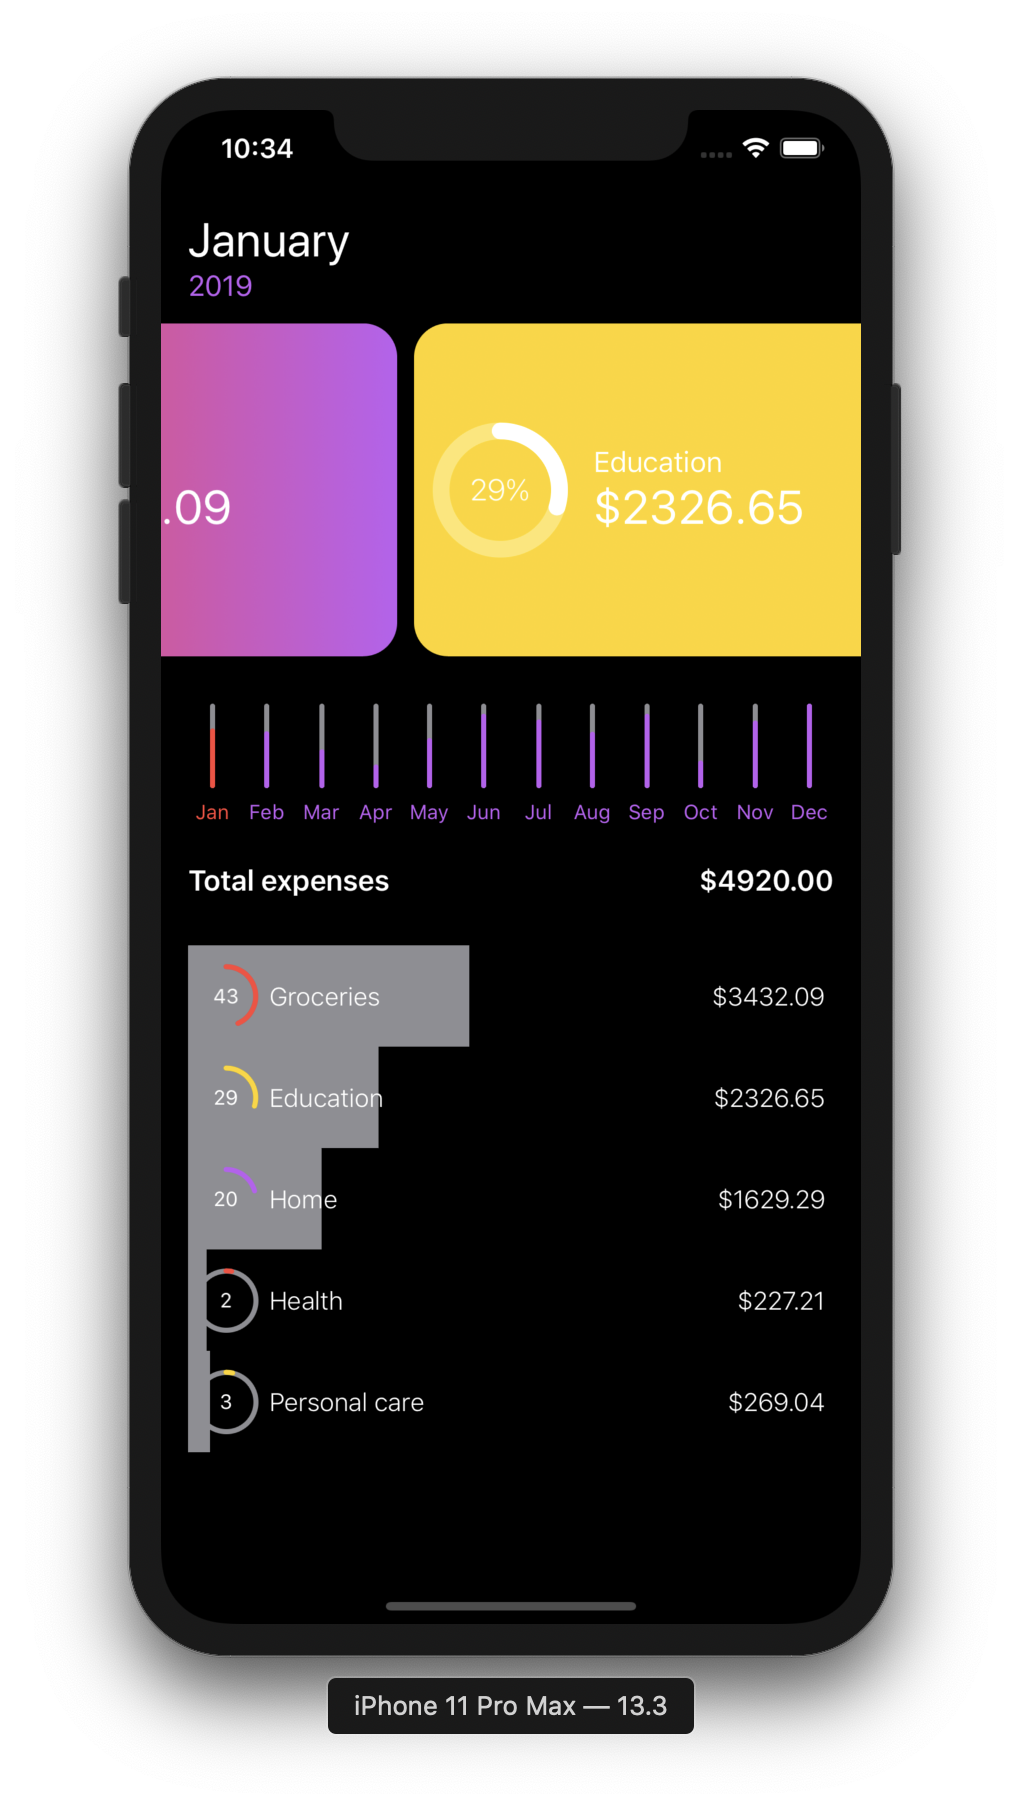 10:34
January
2019
.09
29%
Education
$2326.65
Jan Feb Mar Apr May Jun Jul Aug Sep Oct Nov Dec
Total expenses $4920.00
43 Groceries $3432.09
29 Education $2326.65
20 Home $1629.29
2 Health $227.21
3 Personal care $269.04
iPhone 11 Pro Max — 13.3